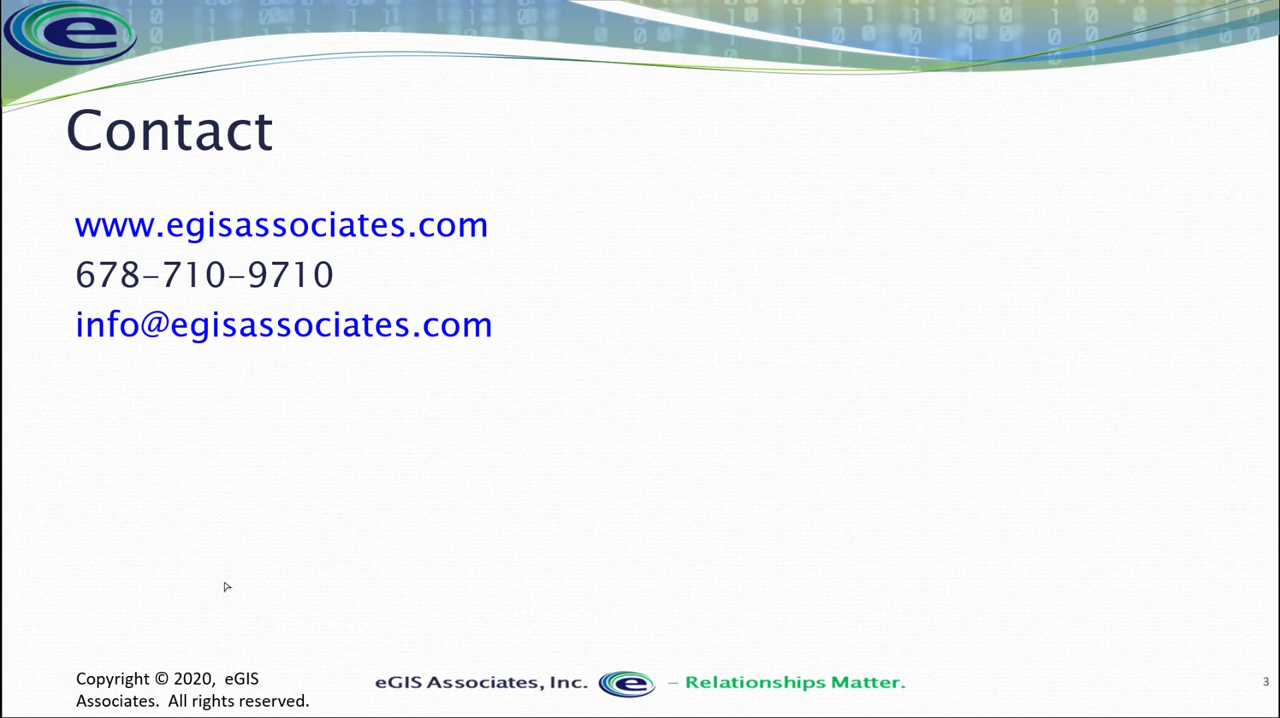 e
Contact
www.egisassociates.com
678-710-9710
info@egisassociates.com
Copyright © 2020, eGIS
Associates. All rights reserved.
eGIS Associates, Inc. e – Relationships Matter.
3